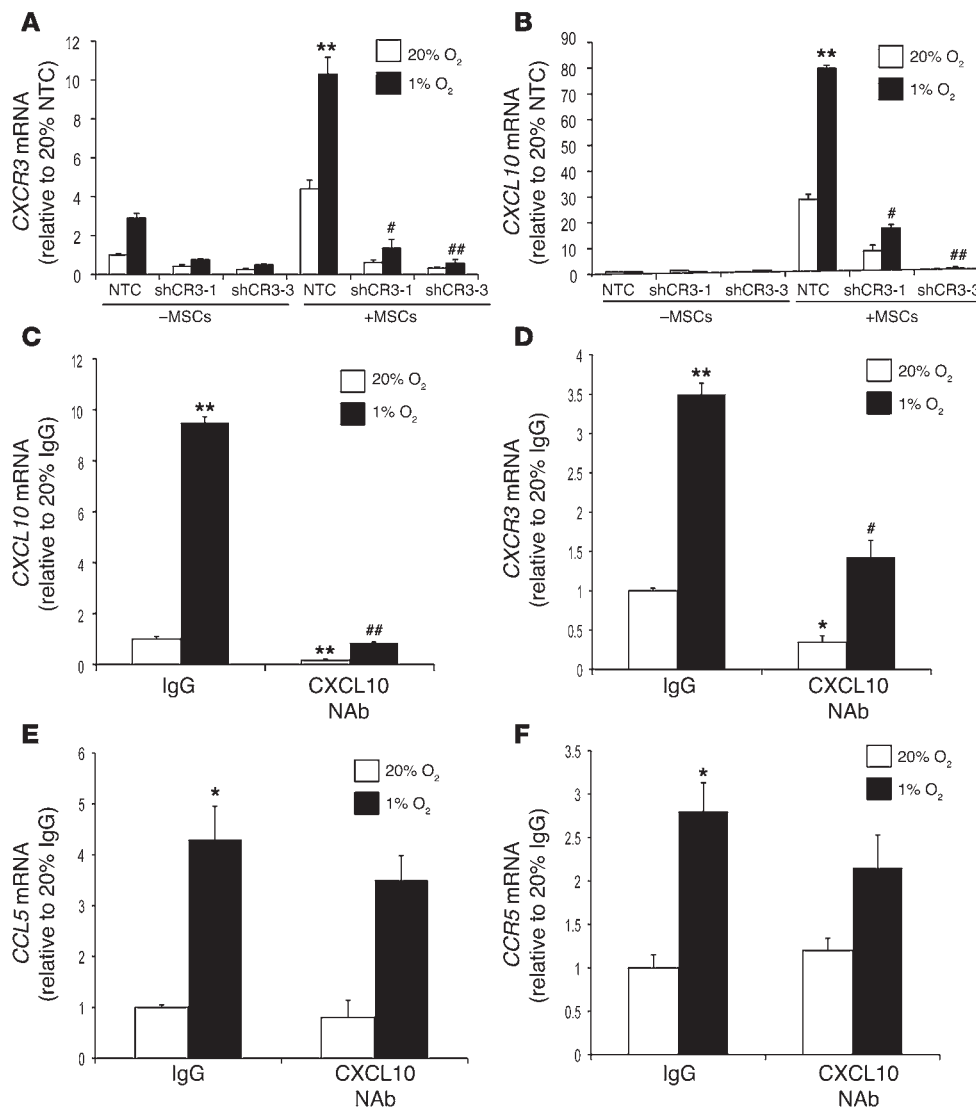 A
CXCR3 mRNA
(relative to 20% NTC)
12
10
8
6
4
2
0
20% O2
1% O2
**
#
##
NTC shCR3-1 shCR3-3 NTC shCR3-1 shCR3-3
–MSCs +MSCs
B
CXCL10 mRNA
(relative to 20% NTC)
90
80
70
60
50
40
30
20
10
0
20% O2
1% O2
**
#
##
NTC shCR3-1 shCR3-3 NTC shCR3-1 shCR3-3
–MSCs +MSCs
C
CXCL10 mRNA
(relative to 20% IgG)
12
10
8
6
4
2
0
20% O2
1% O2
**
**
##
IgG CXCL10
NAb
D
CXCR3 mRNA
(relative to 20% IgG)
4
3.5
3
2.5
2
1.5
1
0.5
0
20% O2
1% O2
**
*
#
IgG CXCL10
NAb
E
CCL5 mRNA
(relative to 20% IgG)
6
5
4
3
2
1
0
20% O2
1% O2
*
IgG CXCL10
NAb
F
CCR5 mRNA
(relative to 20% IgG)
3.5
3
2.5
2
1.5
1
0.5
0
20% O2
1% O2
*
IgG CXCL10
NAb